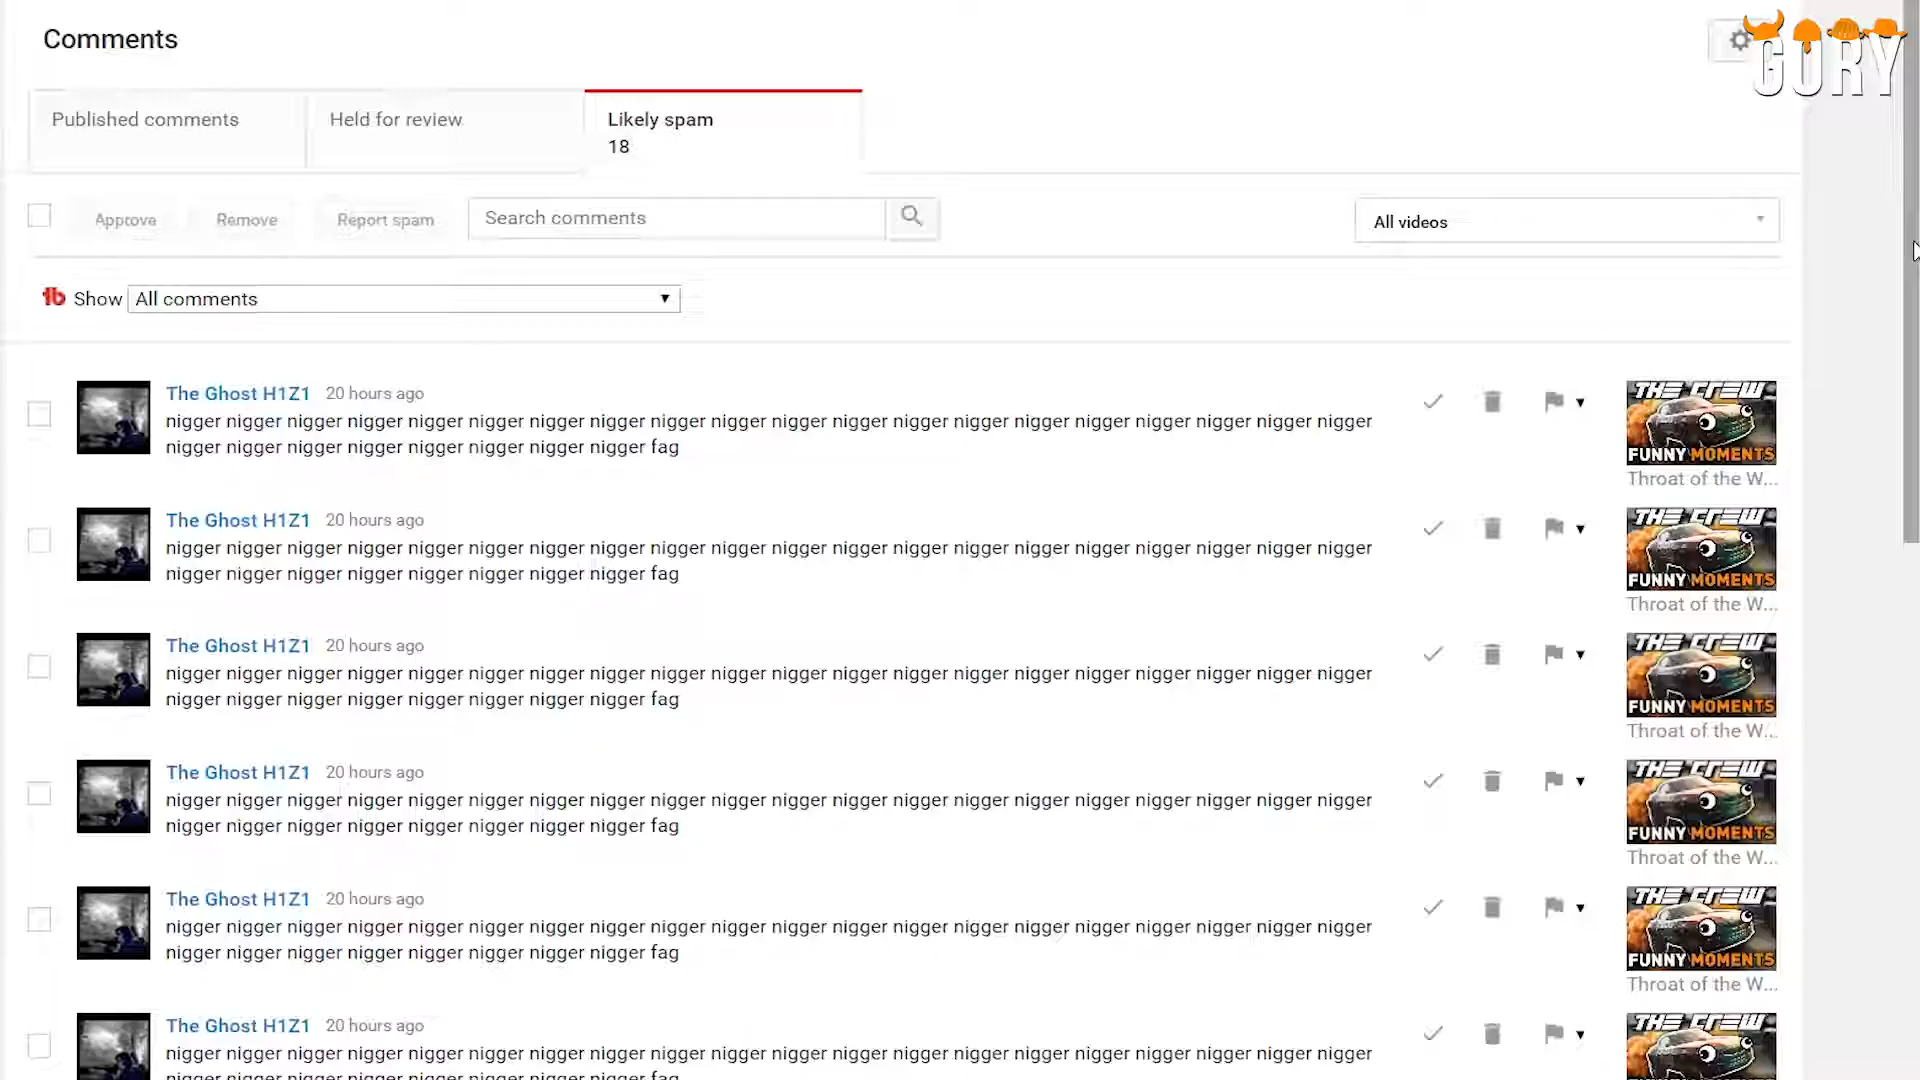 Comments
GORY
Published comments
Held for review
Likely spam
18
Approve
Remove
Report spam
Search comments
All videos
Show
All comments
The Ghost H1Z1 20 hours ago
nigger nigger nigger nigger nigger nigger nigger nigger nigger nigger nigger nigger nigger nigger nigger nigger nigger nigger nigger nigger
nigger nigger nigger nigger nigger nigger nigger nigger fag
THE CREW
FUNNY MOMENTS
Throat of the W...
The Ghost H1Z1 20 hours ago
nigger nigger nigger nigger nigger nigger nigger nigger nigger nigger nigger nigger nigger nigger nigger nigger nigger nigger nigger nigger
nigger nigger nigger nigger nigger nigger nigger nigger fag
THE CREW
FUNNY MOMENTS
Throat of the W...
The Ghost H1Z1 20 hours ago
nigger nigger nigger nigger nigger nigger nigger nigger nigger nigger nigger nigger nigger nigger nigger nigger nigger nigger nigger nigger
nigger nigger nigger nigger nigger nigger nigger nigger fag
THE CREW
FUNNY MOMENTS
Throat of the W...
The Ghost H1Z1 20 hours ago
nigger nigger nigger nigger nigger nigger nigger nigger nigger nigger nigger nigger nigger nigger nigger nigger nigger nigger nigger nigger
nigger nigger nigger nigger nigger nigger nigger nigger fag
THE CREW
FUNNY MOMENTS
Throat of the W...
The Ghost H1Z1 20 hours ago
nigger nigger nigger nigger nigger nigger nigger nigger nigger nigger nigger nigger nigger nigger nigger nigger nigger nigger nigger nigger
nigger nigger nigger nigger nigger nigger nigger nigger fag
THE CREW
FUNNY MOMENTS
Throat of the W...
The Ghost H1Z1 20 hours ago
nigger nigger nigger nigger nigger nigger nigger nigger nigger nigger nigger nigger nigger nigger nigger nigger nigger nigger nigger nigger
nigger nigger nigger nigger nigger nigger nigger nigger fag
THE CREW